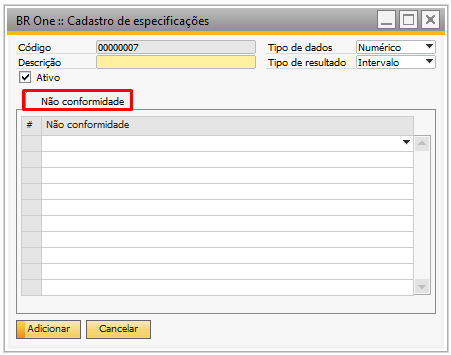 BR One :: Cadastro de especificações
Código 00000007 Tipo de dados Numérico
Descrição Tipo de resultado Intervalo
Ativo
Não conformidade
# Não conformidade
Adicionar Cancelar